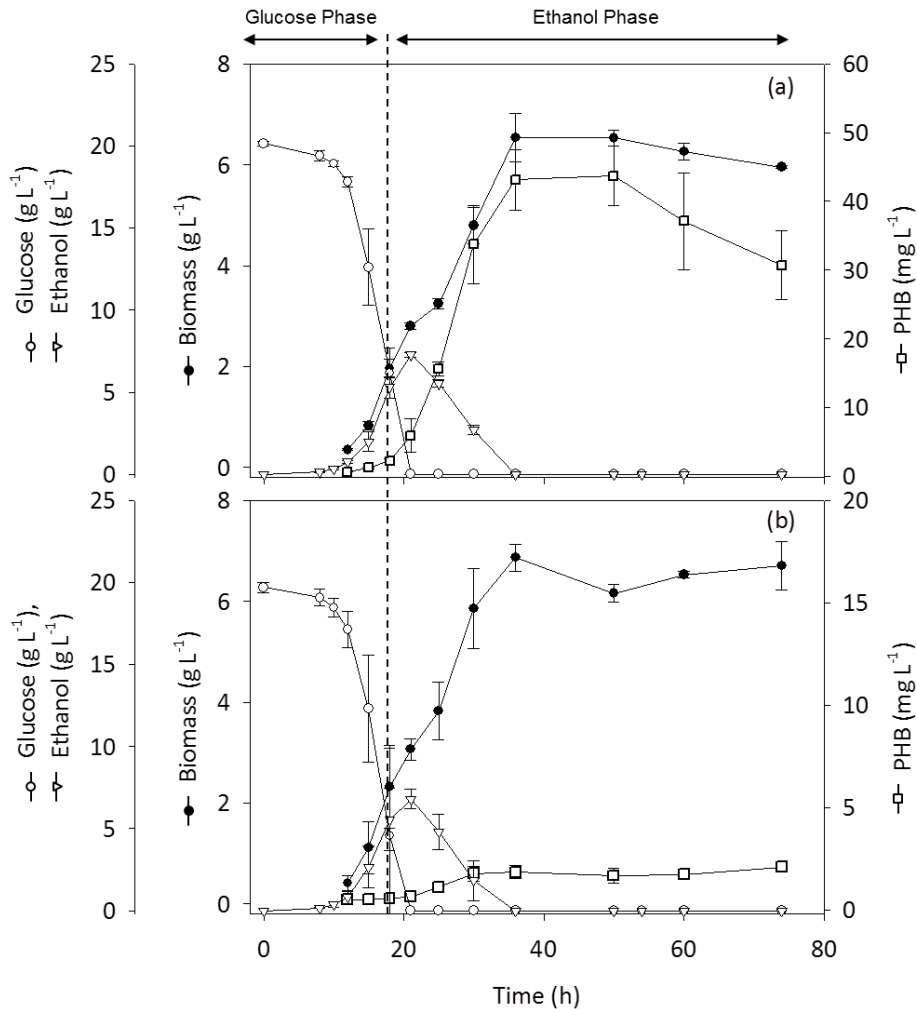 Glucose Phase
Ethanol Phase
25
20
15
10
5
0
Glucose (g L-1)
Ethanol (g L-1)
8
6
4
2
0
Biomass (g L-1)
(a)
60
50
40
30
20
10
0
PHB (mg L-1)
25
20
15
10
5
0
Glucose (g L-1),
Ethanol (g L-1)
8
6
4
2
0
Biomass (g L-1)
(b)
20
15
10
5
0
PHB (mg L-1)
0 20 40 60 80
Time (h)